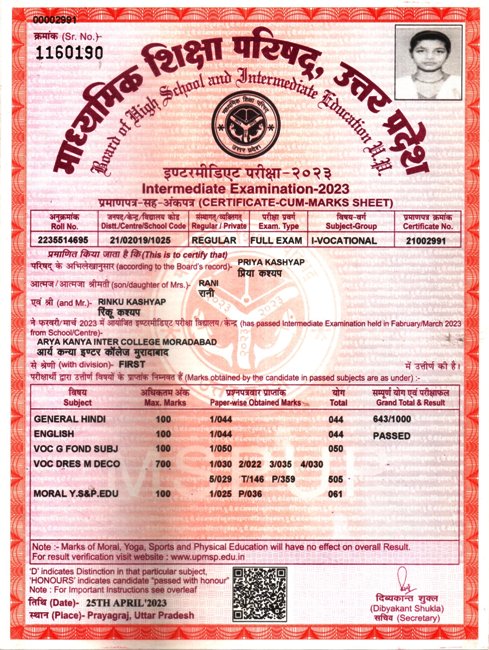 00002991
क्रमांक (Sr. No.)-
1160190
माध्यमिक शिक्षा परिषद्, उत्तर प्रदेश
Board of High School and Intermediate Education U.P.
इण्टरमीडिएट परीक्षा-२०२३
Intermediate Examination-2023
प्रमाणपत्र-सह-अंकपत्र (CERTIFICATE-CUM-MARKS SHEET)
अनुक्रमांक जनपद/केन्द्र/विद्यालय कोड संस्थागत/व्यक्तिगत परीक्षा प्रवर्ग विषय-वर्ग प्रमाणपत्र क्रमांक
Roll No. Distt./Centre/School Code Regular / Private Exam. Type Subject-Group Certificate No.
2235514695 21/02019/1025 REGULAR FULL EXAM I-VOCATIONAL 21002991
प्रमाणित किया जाता है कि (This is to certify that)
परिषद के अभिलेखानुसार (according to the Board's record)- PRIYA KASHYAP
प्रिया कश्यप
आत्मज/आत्मजा श्रीमती (son/daughter of Mrs.)- RANI
रानी
एवं श्री (and Mr.)- RINKU KASHYAP
रिंकू कश्यप
ने फरवरी/मार्च 2023 में आयोजित इण्टरमीडिएट परीक्षा विद्यालय/केन्द्र (has passed Intermediate Examination held in Fabruary/March 2023
from School/Centre)-
ARYA KANYA INTER COLLEGE MORADABAD
आर्य कन्या इण्टर कॉलेज मुरादाबाद
से श्रेणी (with division)- FIRST में उत्तीर्ण की है।
परीक्षार्थी द्वारा उत्तीर्ण विषयों के प्राप्तांक निम्नवत हैं (Marks obtained by the candidate in passed subjects are as under) :-
विषय अधिकतम अंक प्रश्नपत्रवार प्राप्तांक योग सम्पूर्ण योग एवं परीक्षाफल
Subject Max. Marks Paper-wise Obtained Marks Total Grand Total & Result
GENERAL HINDI 100 1/044 044 643/1000
ENGLISH 100 1/044 044 PASSED
VOC G FOND SUBJ 100 1/050 050
VOC DRES M DECO 700 1/030 2/022 3/035 4/030
5/029 T/146 P/359 505
MORAL Y.S&P.EDU 100 1/025 P/036 061
MSPUP
Note :- Marks of Moral, Yoga, Sports and Physical Education will have no effect on overall Result.
For result verification visit website : www.upmsp.edu.in
'D' indicates Distinction in that particular subject,
'HONOURS' indicates candidate "passed with honour"
Note : For Important Instructions see overleaf
तिथि (Date)- 25TH APRIL'2023
स्थान (Place)- Prayagraj, Uttar Pradesh
दिब्यकान्त शुक्ल
(Dibyakant Shukla)
सचिव (Secretary)